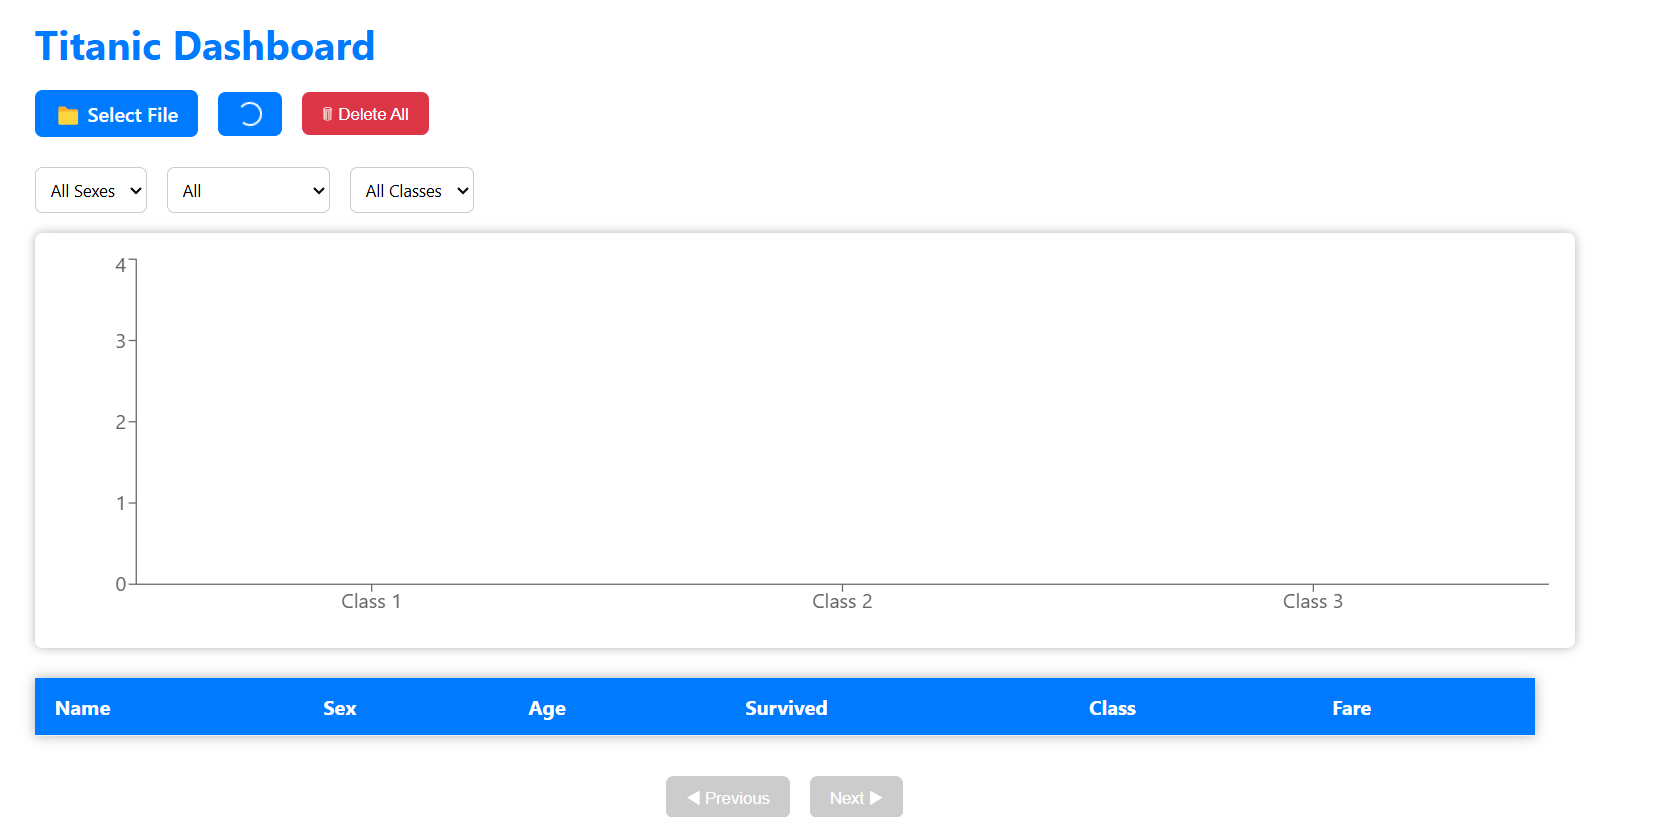 Titanic Dashboard
Select File
Delete All
All Sexes All All Classes
4
3
2
1
0
Class 1 Class 2 Class 3
Name Sex Age Survived Class Fare
◀ Previous Next ▶